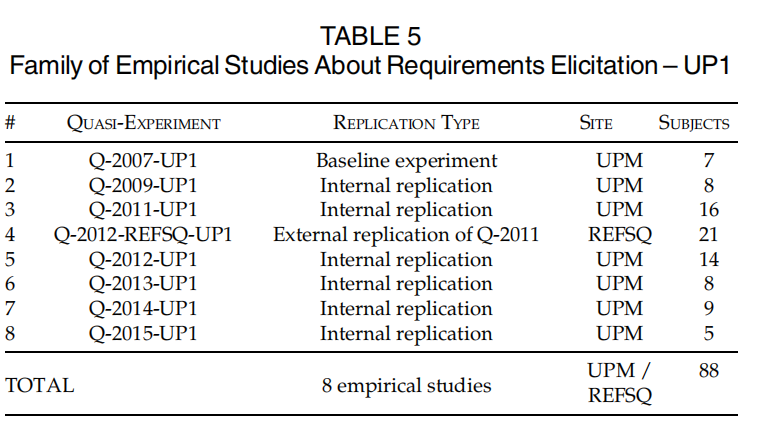 TABLE 5
Family of Empirical Studies About Requirements Elicitation – UP1
# QUASI-EXPERIMENT REPLICATION TYPE SITE SUBJECTS
1 Q-2007-UP1 Baseline experiment UPM 7
2 Q-2009-UP1 Internal replication UPM 8
3 Q-2011-UP1 Internal replication UPM 16
4 Q-2012-REFSQ-UP1 External replication of Q-2011 REFSQ 21
5 Q-2012-UP1 Internal replication UPM 14
6 Q-2013-UP1 Internal replication UPM 8
7 Q-2014-UP1 Internal replication UPM 9
8 Q-2015-UP1 Internal replication UPM 5
TOTAL 8 empirical studies UPM / REFSQ 88